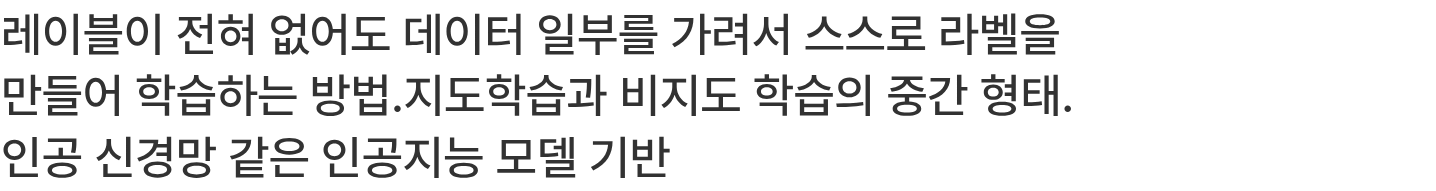 레이블이 전혀 없어도 데이터 일부를 가려서 스스로 라벨을
만들어 학습하는 방법.지도학습과 비지도 학습의 중간 형태.
인공 신경망 같은 인공지능 모델 기반